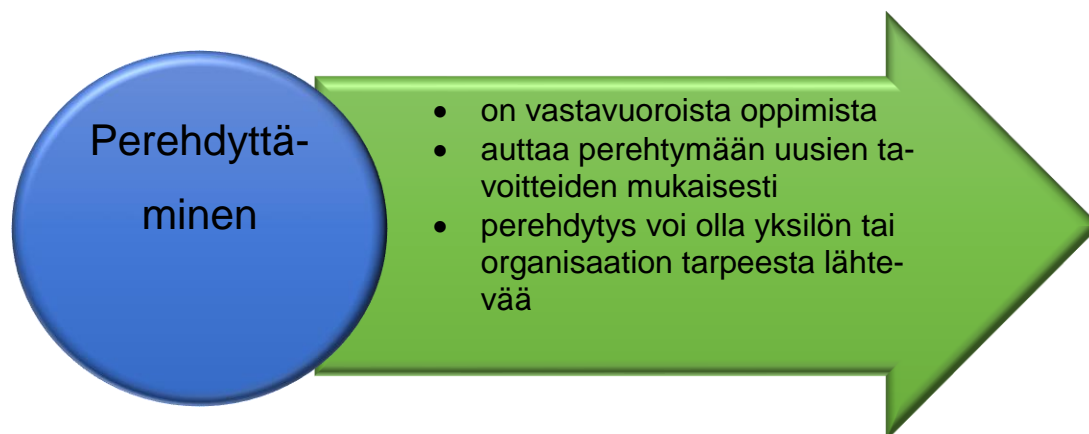 Perehdyttä-
minen
• on vastavuoroista oppimista
• auttaa perehtymään uusien ta-
voitteiden mukaisesti
• perehdytys voi olla yksilön tai
organisaation tarpeesta lähte-
vää